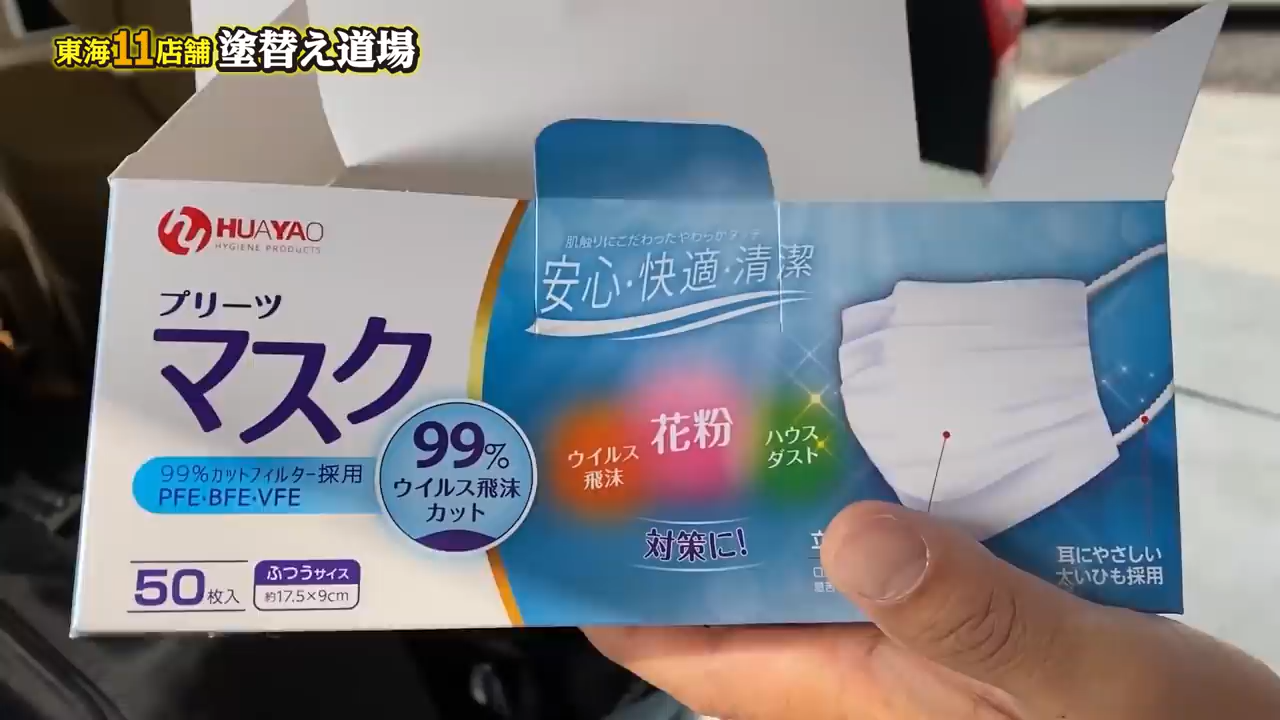 東海11店舗 塗替え道場
HUAYAO
HYGIENE PRODUCTS
プリーツ
マスク
99%カットフィルター採用
PFE・BFE・VFE
99%
ウイルス飛沫
カット
50枚入
ふつうサイズ
約17.5×9cm
肌触りにこだわったやわらかタッチ
安心・快適・清潔
ウイルス
飛沫
花粉
ハウス
ダスト
対策に!
耳にやさしい
太いひも採用